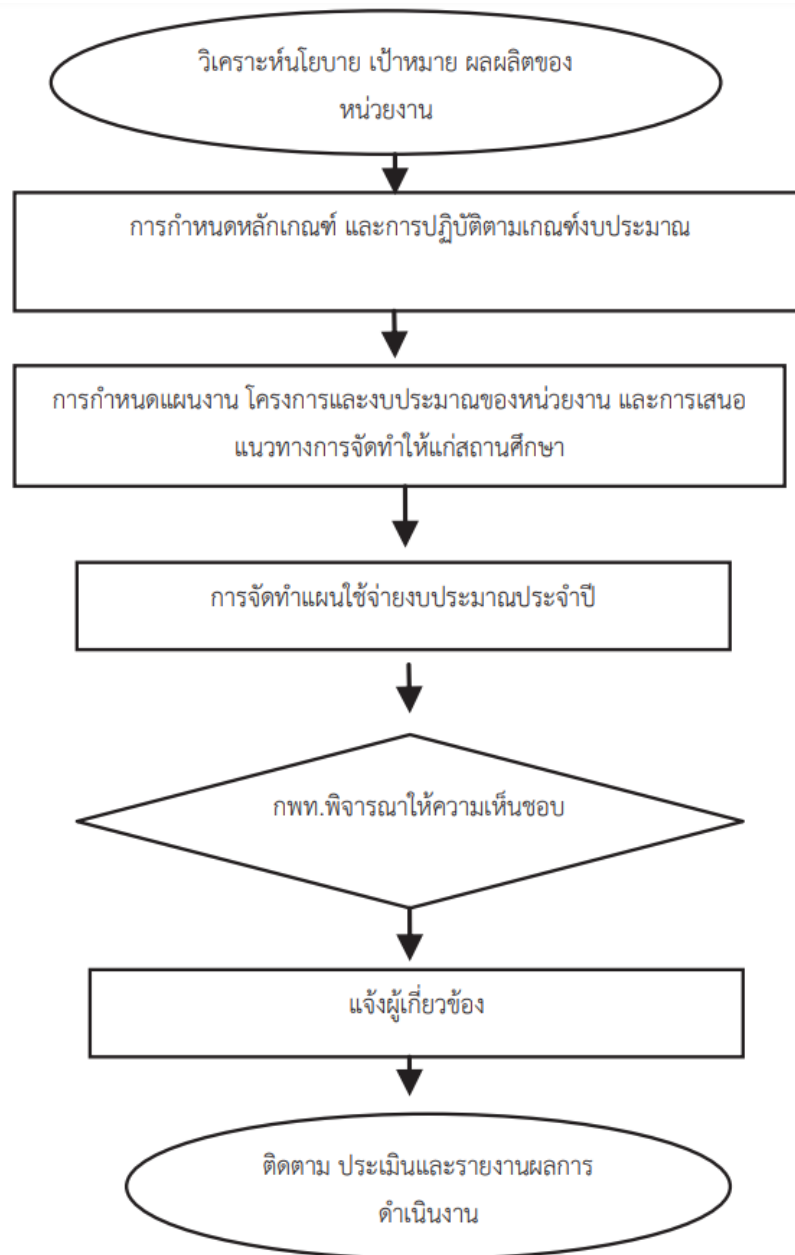 วิเคราะห์นโยบาย เป้าหมาย ผลผลิตของ
หน่วยงาน
การกำหนดหลักเกณฑ์ และการปฏิบัติตามเกณฑ์งบประมาณ
การกำหนดแผนงาน โครงการและงบประมาณของหน่วยงาน และการเสนอ
แนวทางการจัดทำให้แก่สถานศึกษา
การจัดทำแผนใช้จ่ายงบประมาณประจำปี
กพท.พิจารณาให้ความเห็นชอบ
แจ้งผู้เกี่ยวข้อง
ติดตาม ประเมินและรายงานผลการ
ดำเนินงาน